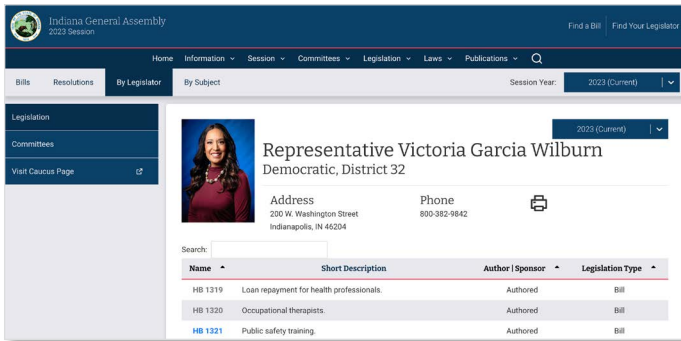 Indiana General Assembly
2023 Session
Find a Bill Find Your Legislator
Home Information Session Committees Legislation Laws Publications
Bills Resolutions By Legislator By Subject Session Year: 2023 (Current)
Legislation
Committees
Visit Caucus Page
2023 (Current)
Representative Victoria Garcia Wilburn
Democratic, District 32
Address Phone
200 W. Washington Street 800-382-9842
Indianapolis, IN 46204
Search:
Name Short Description Author | Sponsor Legislation Type
HB 1319 Loan repayment for health professionals. Authored Bill
HB 1320 Occupational therapists. Authored Bill
HB 1321 Public safety training. Authored Bill